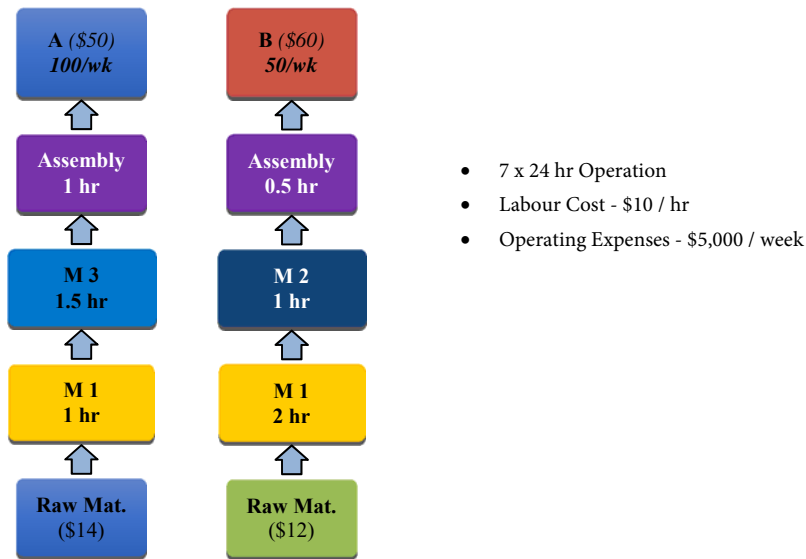 A ($50)
100/wk
Assembly
1 hr
M 3
1.5 hr
M 1
1 hr
Raw Mat.
($14)
B ($60)
50/wk
Assembly
0.5 hr
M 2
1 hr
M 1
2 hr
Raw Mat.
($12)
• 7 x 24 hr Operation
• Labour Cost - $10 / hr
• Operating Expenses - $5,000 / week